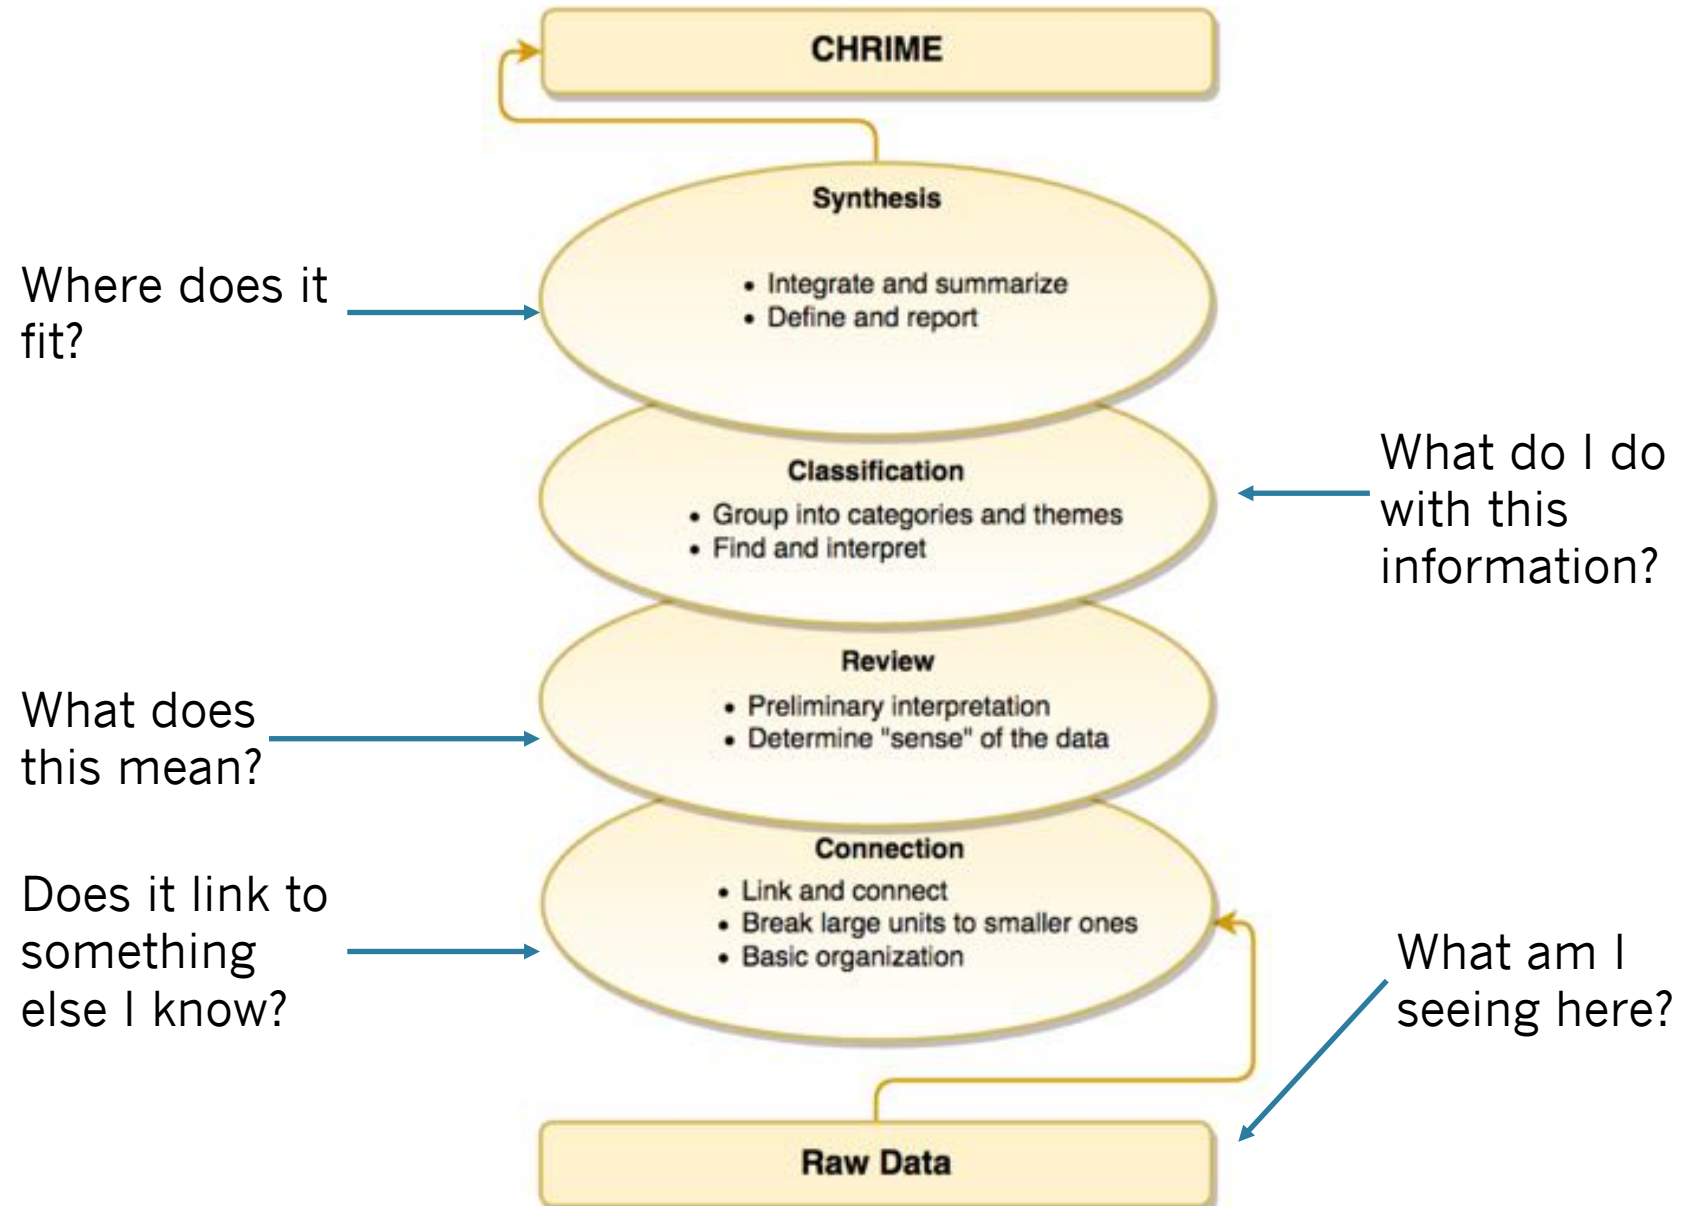 CHRIME
Synthesis
• Integrate and summarize
• Define and report
Where does it
fit?
Classification
• Group into categories and themes
• Find and interpret
What do I do
with this
information?
Review
• Preliminary interpretation
• Determine "sense" of the data
What does
this mean?
Connection
• Link and connect
• Break large units to smaller ones
• Basic organization
Does it link to
something
else I know?
What am I
seeing here?
Raw Data